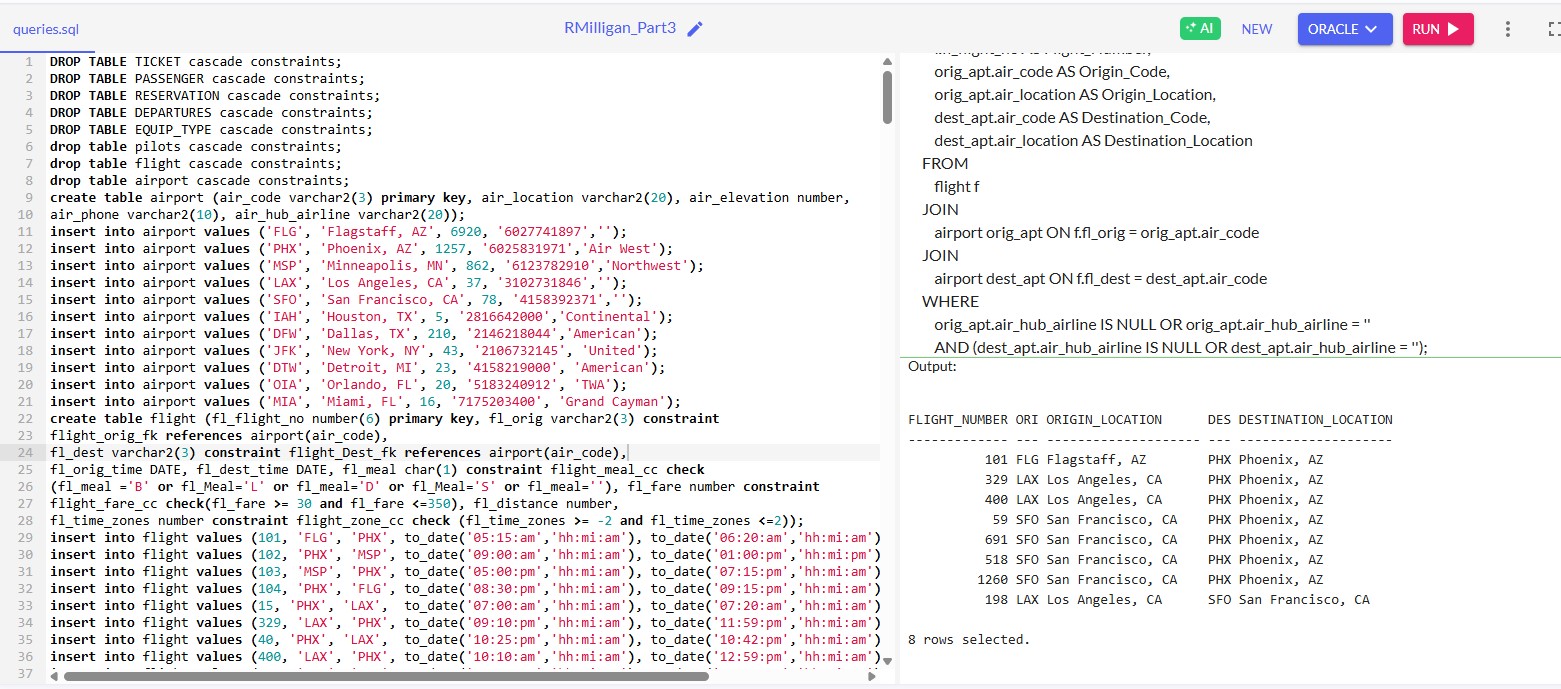 queries.sql
RMilligan_Part3
AI
NEW
ORACLE
RUN
1 DROP TABLE TICKET cascade constraints;
2 DROP TABLE PASSENGER cascade constraints;
3 DROP TABLE RESERVATION cascade constraints;
4 DROP TABLE DEPARTURES cascade constraints;
5 DROP TABLE EQUIP_TYPE cascade constraints;
6 drop table pilots cascade constraints;
7 drop table flight cascade constraints;
8 drop table airport cascade constraints;
9 create table airport (air_code varchar2(3) primary key, air_location varchar2(20), air_elevation number,
10 air_phone varchar2(10), air_hub_airline varchar2(20));
11 insert into airport values ('FLG', 'Flagstaff, AZ', 6920, '6027741897','');
12 insert into airport values ('PHX', 'Phoenix, AZ', 1257, '6025831971','Air West');
13 insert into airport values ('MSP', 'Minneapolis, MN', 862, '6123782910','Northwest');
14 insert into airport values ('LAX', 'Los Angeles, CA', 37, '3102731846','');
15 insert into airport values ('SFO', 'San Francisco, CA', 78, '4158392371','');
16 insert into airport values ('IAH', 'Houston, TX', 5, '2816642000','Continental');
17 insert into airport values ('DFW', 'Dallas, TX', 210, '2146218044','American');
18 insert into airport values ('JFK', 'New York, NY', 43, '2106732145', 'United');
19 insert into airport values ('DTW', 'Detroit, MI', 23, '4158219000', 'American');
20 insert into airport values ('OIA', 'Orlando, FL', 20, '5183240912', 'TWA');
21 insert into airport values ('MIA', 'Miami, FL', 16, '7175203400', 'Grand Cayman');
22 create table flight (fl_flight_no number(6) primary key, fl_orig varchar2(3) constraint
23 flight_orig_fk references airport(air_code),
24 fl_dest varchar2(3) constraint flight_Dest_fk references airport(air_code),
25 fl_orig_time DATE, fl_dest_time DATE, fl_meal char(1) constraint flight_meal_cc check
26 (fl_meal ='B' or fl_Meal='L' or fl_meal='D' or fl_Meal='S' or fl_meal=''), fl_fare number constraint
27 flight_fare_cc check(fl_fare >= 30 and fl_fare <=350), fl_distance number,
28 fl_time_zones number constraint flight_zone_cc check (fl_time_zones >= -2 and fl_time_zones <=2));
29 insert into flight values (101, 'FLG', 'PHX', to_date('05:15:am','hh:mi:am'), to_date('06:20:am','hh:mi:am')
30 insert into flight values (102, 'PHX', 'MSP', to_date('09:00:am','hh:mi:am'), to_date('01:00:pm','hh:mi:pm')
31 insert into flight values (103, 'MSP', 'PHX', to_date('05:00:pm','hh:mi:am'), to_date('07:15:pm','hh:mi:am')
32 insert into flight values (104, 'PHX', 'FLG', to_date('08:30:pm','hh:mi:am'), to_date('09:15:pm','hh:mi:am')
33 insert into flight values (15, 'PHX', 'LAX', to_date('07:00:am','hh:mi:am'), to_date('07:20:am','hh:mi:am')
34 insert into flight values (329, 'LAX', 'PHX', to_date('09:10:pm','hh:mi:am'), to_date('11:59:pm','hh:mi:am')
35 insert into flight values (40, 'PHX', 'LAX', to_date('10:25:pm','hh:mi:am'), to_date('10:42:pm','hh:mi:am')
36 insert into flight values (400, 'LAX', 'PHX', to_date('10:10:am','hh:mi:am'), to_date('12:59:pm','hh:mi:am')
37
orig_apt.air_code AS Origin_Code,
orig_apt.air_location AS Origin_Location,
dest_apt.air_code AS Destination_Code,
dest_apt.air_location AS Destination_Location
FROM
flight f
JOIN
airport orig_apt ON f.fl_orig = orig_apt.air_code
JOIN
airport dest_apt ON f.fl_dest = dest_apt.air_code
WHERE
orig_apt.air_hub_airline IS NULL OR orig_apt.air_hub_airline = ''
AND (dest_apt.air_hub_airline IS NULL OR dest_apt.air_hub_airline = '');
Output:
FLIGHT_NUMBER ORI ORIGIN_LOCATION DES DESTINATION_LOCATION
------------- --- -------------------- --- --------------------
101 FLG Flagstaff, AZ PHX Phoenix, AZ
329 LAX Los Angeles, CA PHX Phoenix, AZ
400 LAX Los Angeles, CA PHX Phoenix, AZ
59 SFO San Francisco, CA PHX Phoenix, AZ
691 SFO San Francisco, CA PHX Phoenix, AZ
518 SFO San Francisco, CA PHX Phoenix, AZ
1260 SFO San Francisco, CA PHX Phoenix, AZ
198 LAX Los Angeles, CA SFO San Francisco, CA
8 rows selected.